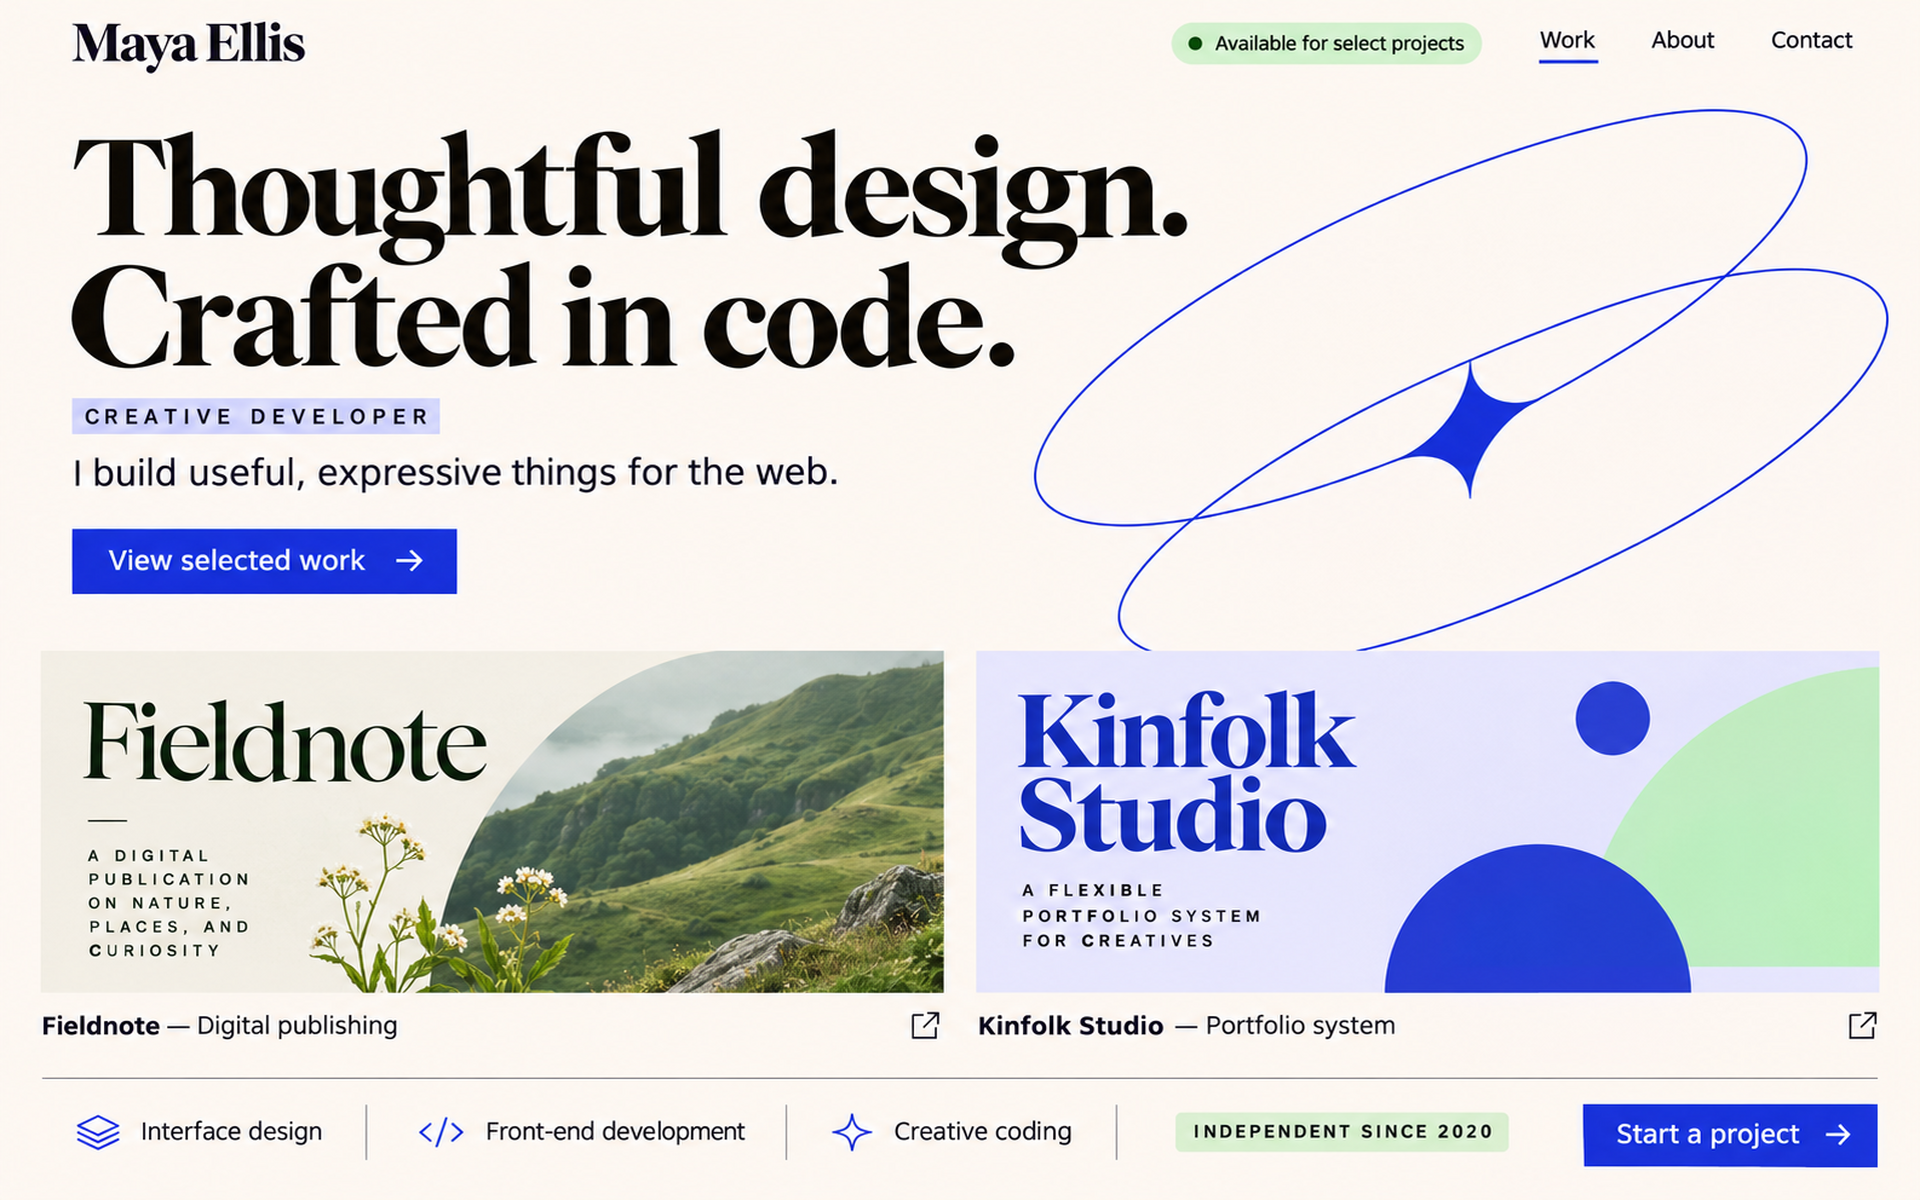 Maya Ellis
Available for select projects
Work
About
Contact
Thoughtful design.
Crafted in code.
CREATIVE DEVELOPER
I build useful, expressive things for the web.
View selected work →
Fieldnote
A DIGITAL
PUBLICATION
ON NATURE,
PLACES, AND
CURIOSITY
Kinfolk
Studio
A FLEXIBLE
PORTFOLIO SYSTEM
FOR CREATIVES
Fieldnote — Digital publishing
Kinfolk Studio — Portfolio system
Interface design
Front-end development
Creative coding
INDEPENDENT SINCE 2020
Start a project →